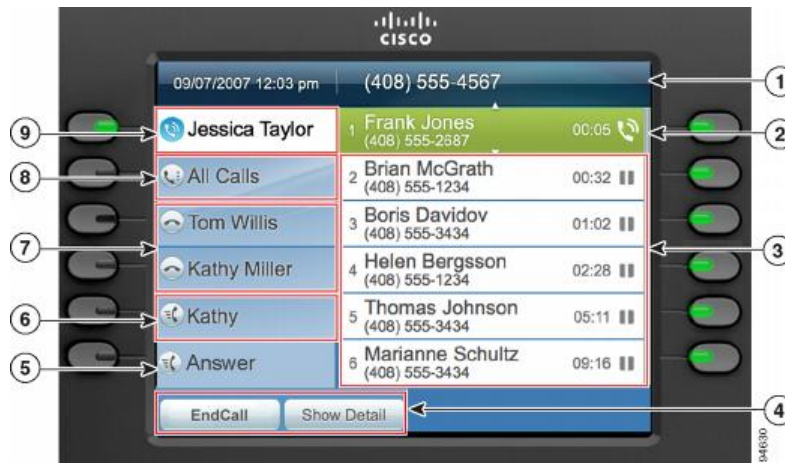 CISCO
09/07/2007 12:03 pm (408) 555-4567
1
9 Jessica Taylor 1 Frank Jones 00:05 2
(408) 555-2687
8 All Calls 2 Brian McGrath 00:32
(408) 555-1234
Tom Willis 3 Boris Davidov 01:02
(408) 555-3434
7 3
Kathy Miller 4 Helen Bergsson 02:28
(408) 555-1234
6 Kathy 5 Thomas Johnson 05:11
(408) 555-3434
5 Answer 6 Marianne Schultz 09:16
(408) 555-3434
EndCall Show Detail 4
94630